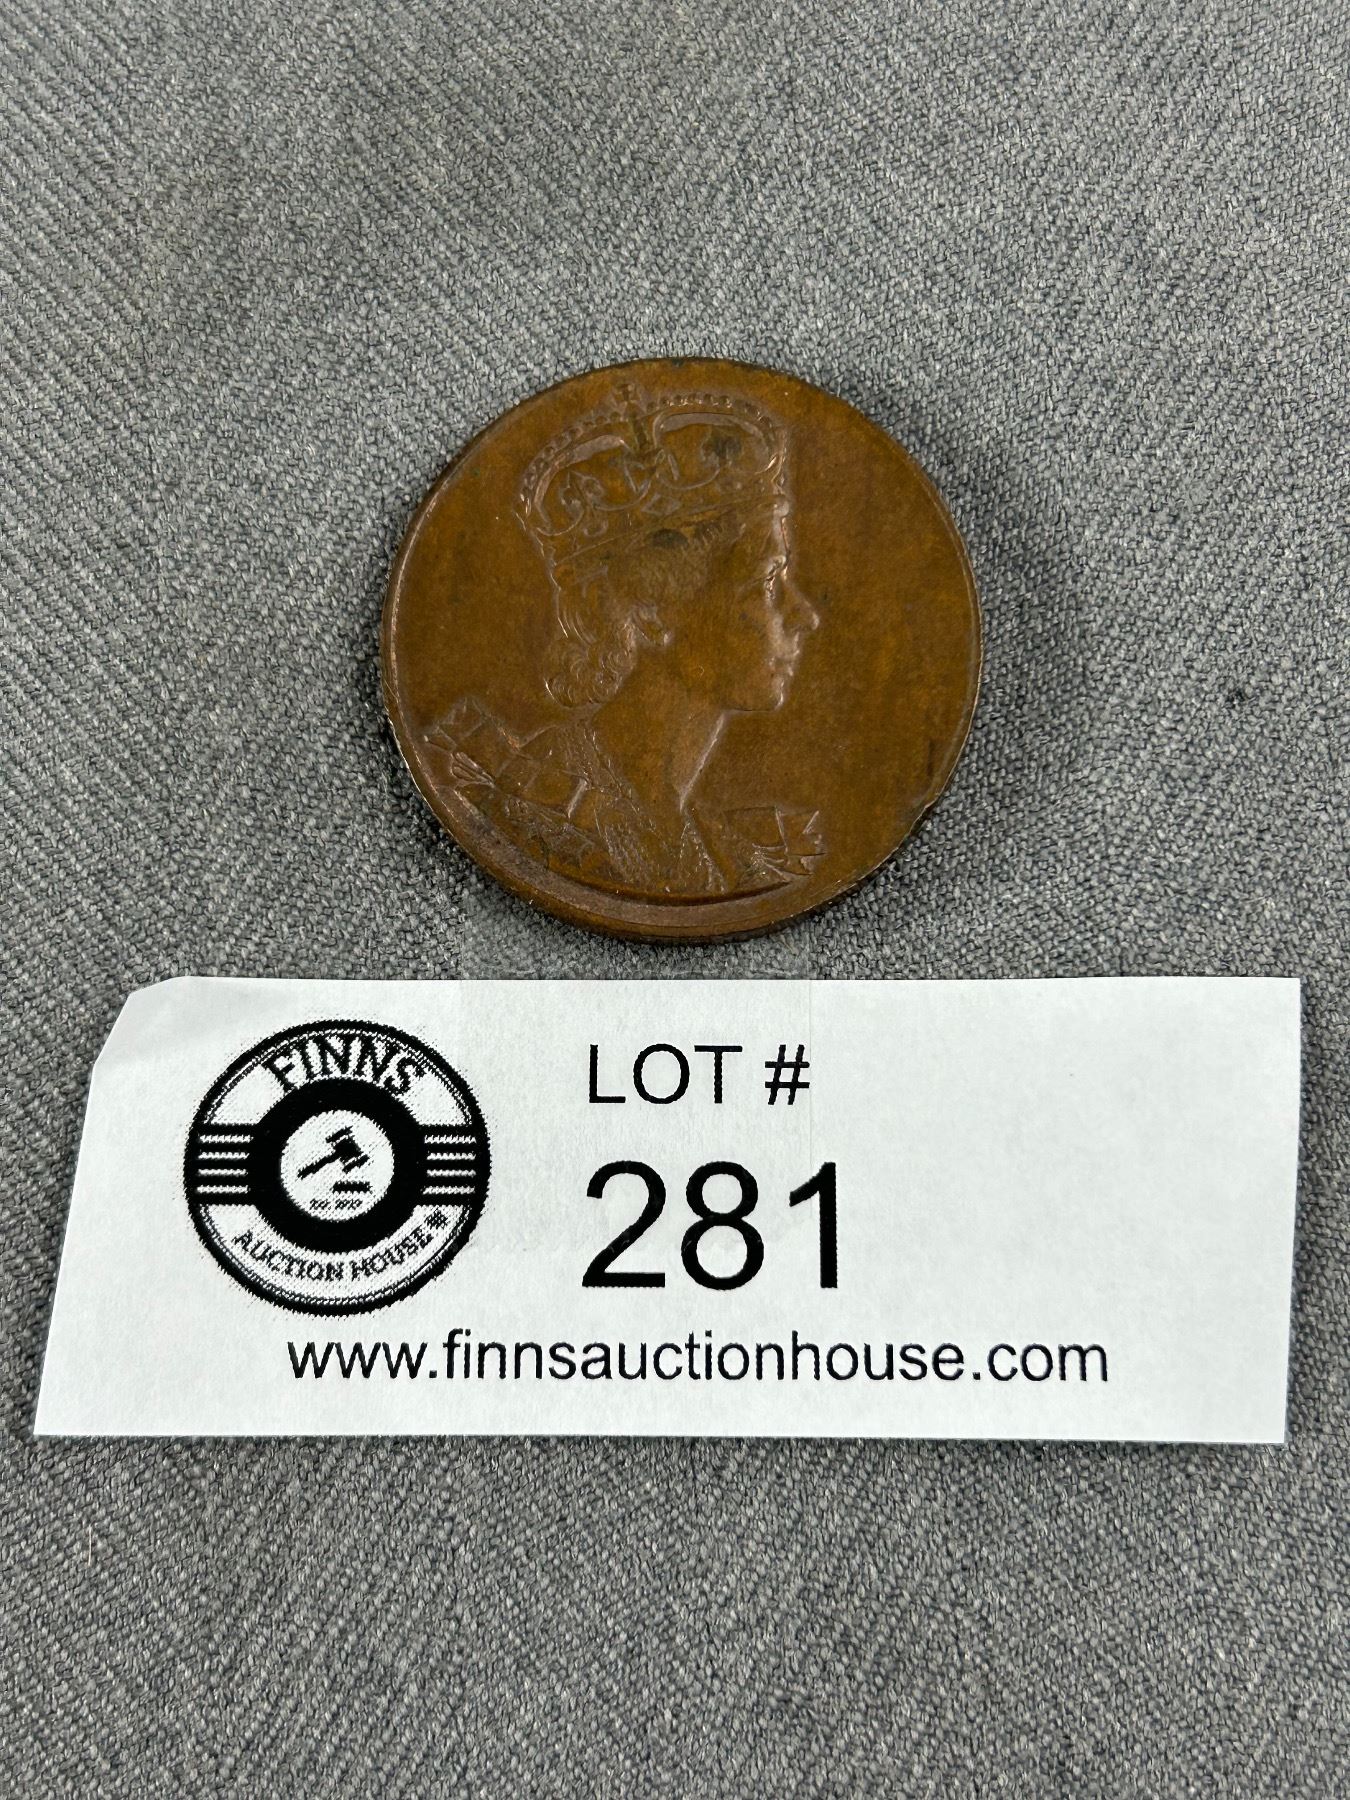 FINNS
AUCTION HOUSE
LOT #
281
www.finnsauctionhouse.com